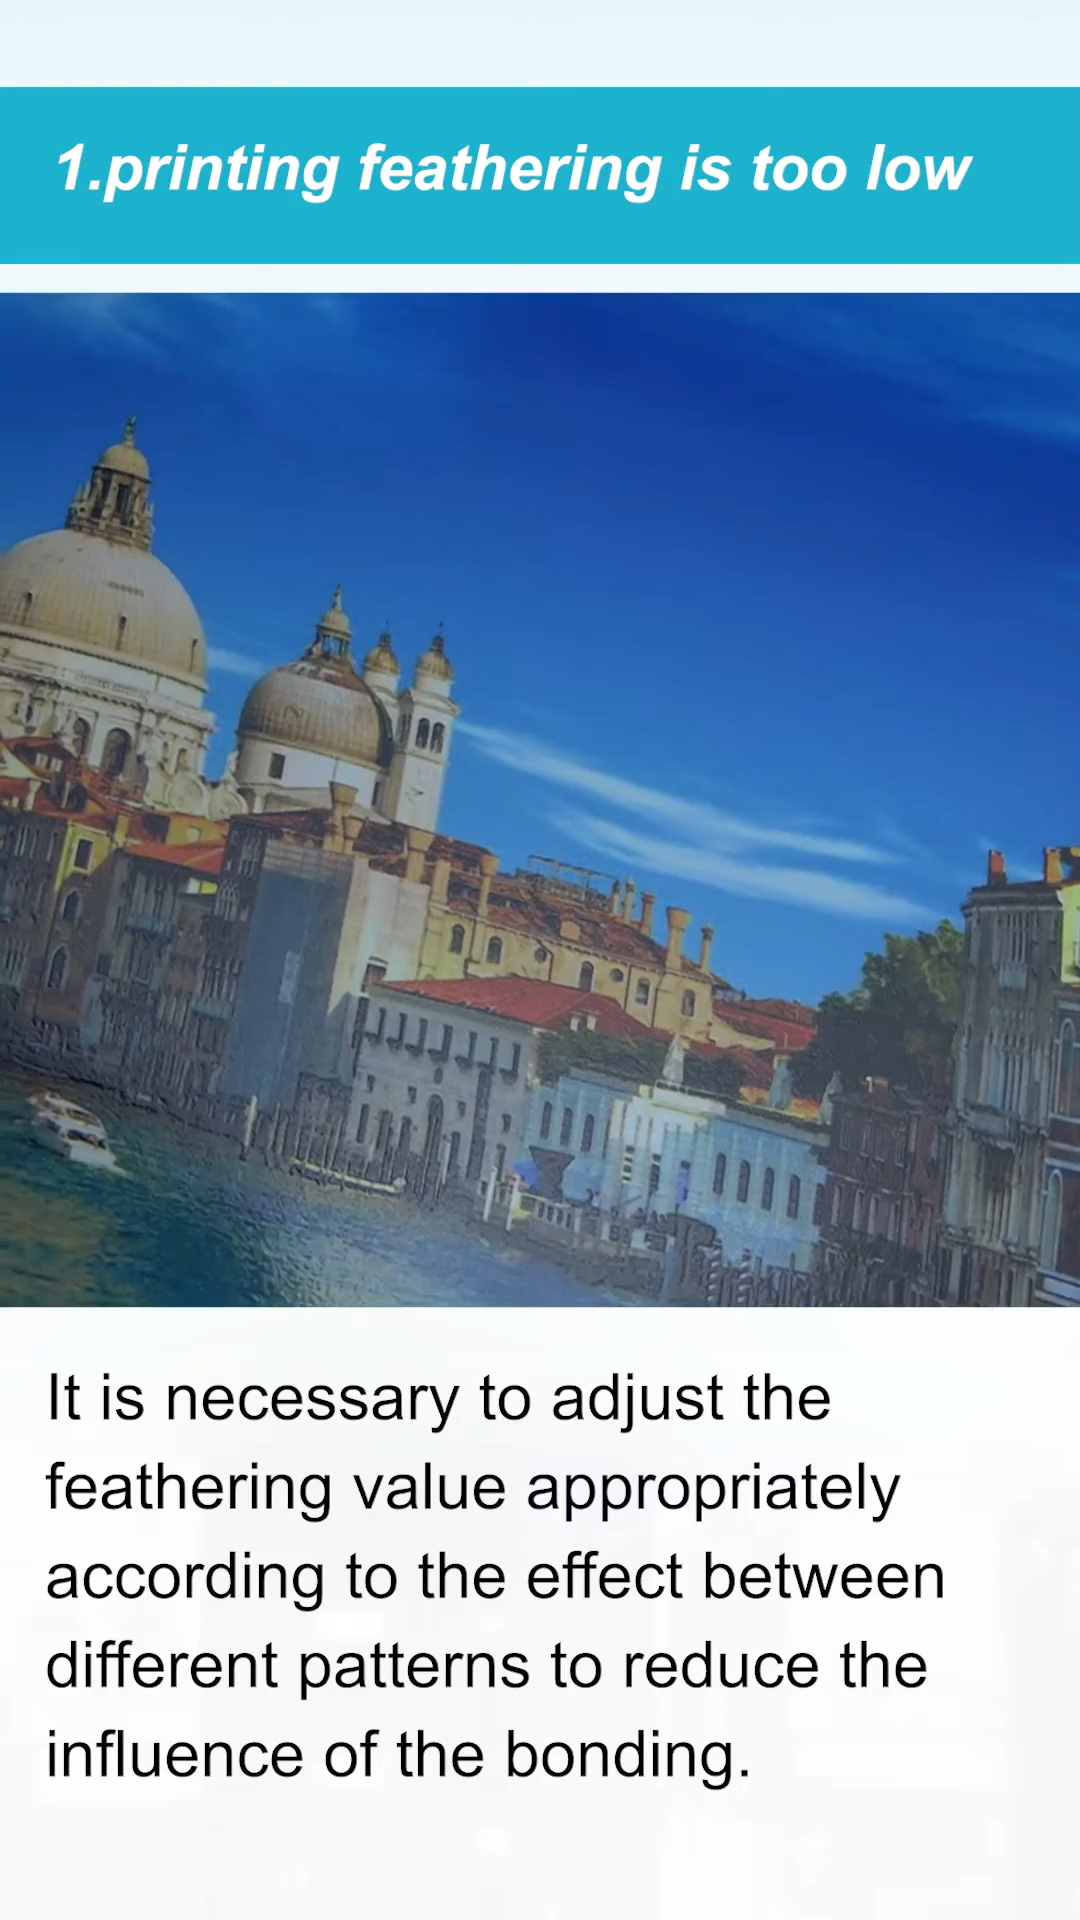 1.printing feathering is too low
It is necessary to adjust the
feathering value appropriately
according to the effect between
different patterns to reduce the
influence of the bonding.